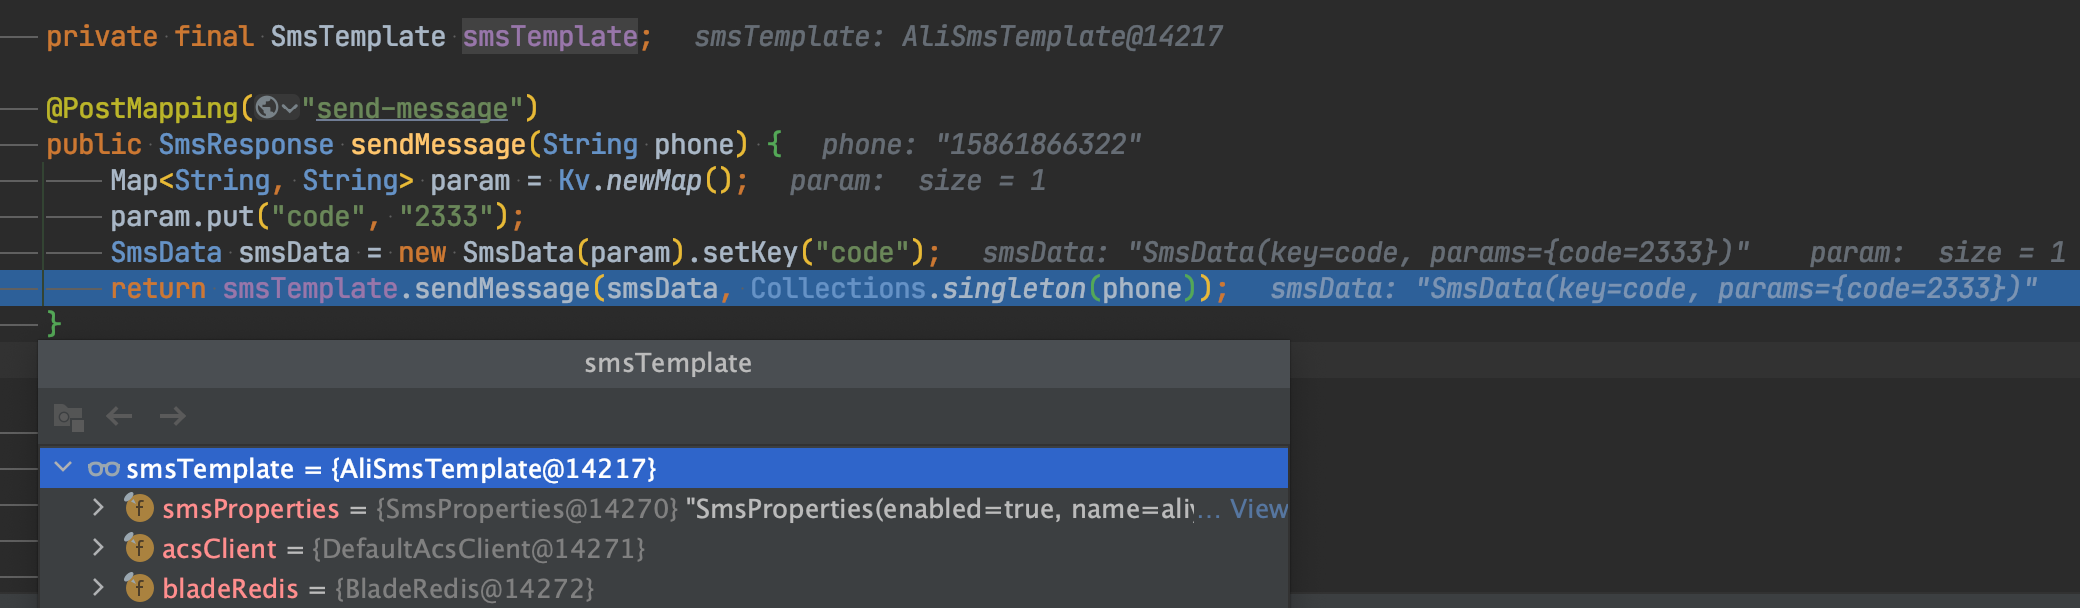 private final SmsTemplate smsTemplate; smsTemplate: AliSmsTemplate@14217
@PostMapping("send-message")
public SmsResponse sendMessage(String phone) { phone: "15861866322"
Map<String, String> param = Kv.newMap(); param: size = 1
param.put("code", "2333");
SmsData smsData = new SmsData(param).setKey("code"); smsData: "SmsData(key=code, params={code=2333})" param: size = 1
return smsTemplate.sendMessage(smsData, Collections.singleton(phone)); smsData: "SmsData(key=code, params={code=2333})"
}
smsTemplate
smsTemplate = {AliSmsTemplate@14217}
f smsProperties = {SmsProperties@14270} "SmsProperties(enabled=true, name=aliy... View
f acsClient = {DefaultAcsClient@14271}
f bladeRedis = {BladeRedis@14272}